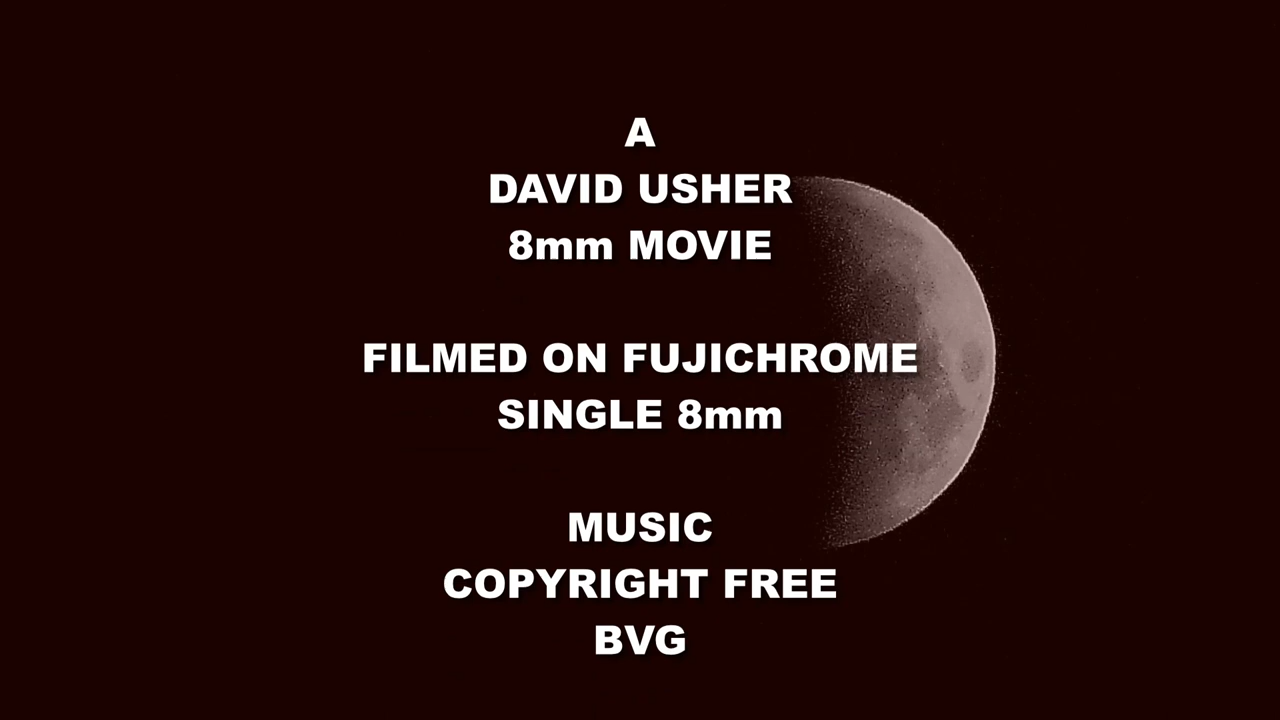 A
DAVID USHER
8mm MOVIE
FILMED ON FUJICHROME
SINGLE 8mm
MUSIC
COPYRIGHT FREE
BVG